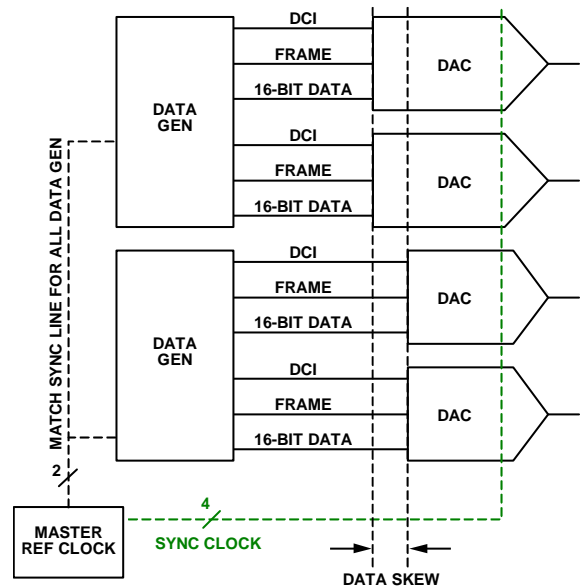 DCI
FRAME
16-BIT DATA
DAC
DATA
GEN
DCI
FRAME
16-BIT DATA
DAC
MATCH SYNC LINE FOR ALL DATA GEN
DCI
FRAME
16-BIT DATA
DAC
DATA
GEN
DCI
FRAME
16-BIT DATA
DAC
2
MASTER
REF CLOCK
4
SYNC CLOCK
DATA SKEW